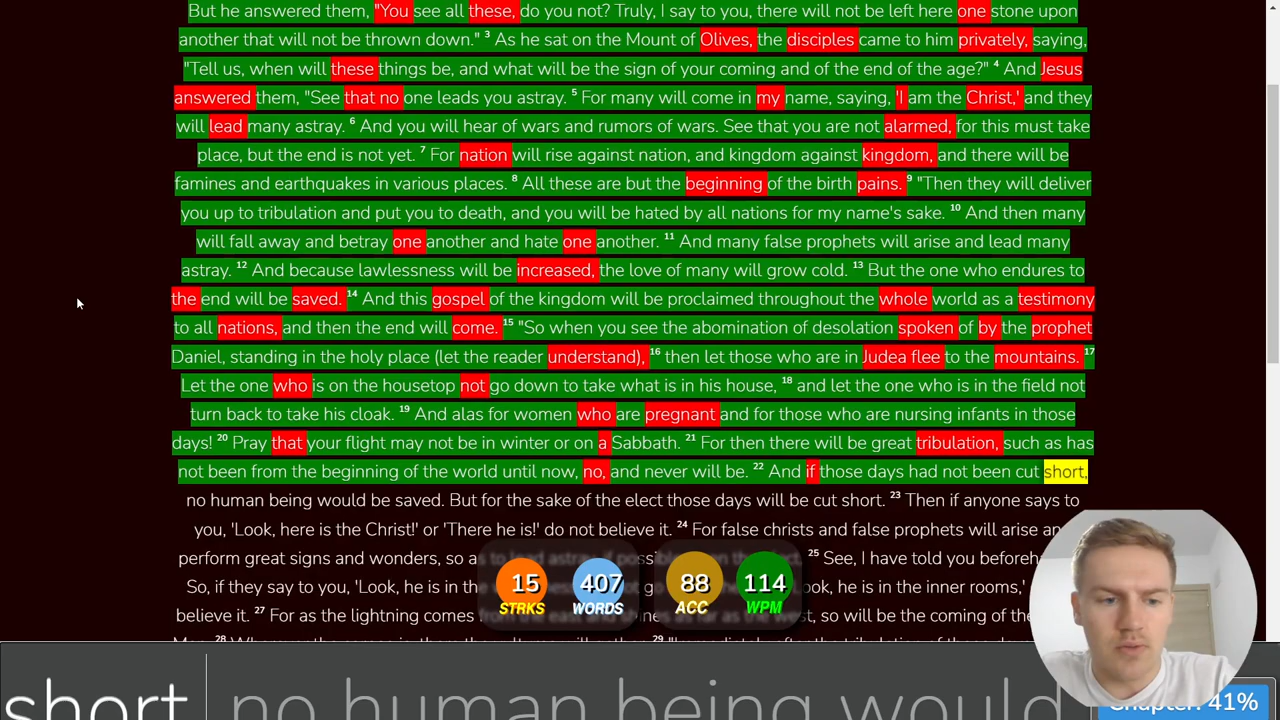 But he answered them, "You see all these, do you not? Truly, I say to you, there will not be left here one stone upon
another that will not be thrown down." 3 As he sat on the Mount of Olives, the disciples came to him privately, saying,
"Tell us, when will these things be, and what will be the sign of your coming and of the end of the age?" 4 And Jesus
answered them, "See that no one leads you astray. 5 For many will come in my name, saying, 'I am the Christ,' and they
will lead many astray. 6 And you will hear of wars and rumors of wars. See that you are not alarmed, for this must take
place, but the end is not yet. 7 For nation will rise against nation, and kingdom against kingdom, and there will be
famines and earthquakes in various places. 8 All these are but the beginning of the birth pains. 9 "Then they will deliver
you up to tribulation and put you to death, and you will be hated by all nations for my name's sake. 10 And then many
will fall away and betray one another and hate one another. 11 And many false prophets will arise and lead many
astray. 12 And because lawlessness will be increased, the love of many will grow cold. 13 But the one who endures to
the end will be saved. 14 And this gospel of the kingdom will be proclaimed throughout the whole world as a testimony
to all nations, and then the end will come. 15 "So when you see the abomination of desolation spoken of by the prophet
Daniel, standing in the holy place (let the reader understand), 16 then let those who are in Judea flee to the mountains. 17
Let the one who is on the housetop not go down to take what is in his house, 18 and let the one who is in the field not
turn back to take his cloak. 19 And alas for women who are pregnant and for those who are nursing infants in those
days! 20 Pray that your flight may not be in winter or on a Sabbath. 21 For then there will be great tribulation, such as has
not been from the beginning of the world until now, no, and never will be. 22 And if those days had not been cut short,
no human being would be saved. But for the sake of the elect those days will be cut short. 23 Then if anyone says to
you, 'Look, here is the Christ!' or 'There he is!' do not believe it. 24 For false christs and false prophets will arise
perform great signs and wonders, so as 25 See, I have told you
So, if they say to you, 'Look, he is in the he is in the inner rooms,'
believe it. 27 For as the lightning comes so will be the coming of the
15 407 88 114
STRKS WORDS ACC WPM
short no human being would
Chapter: 41%